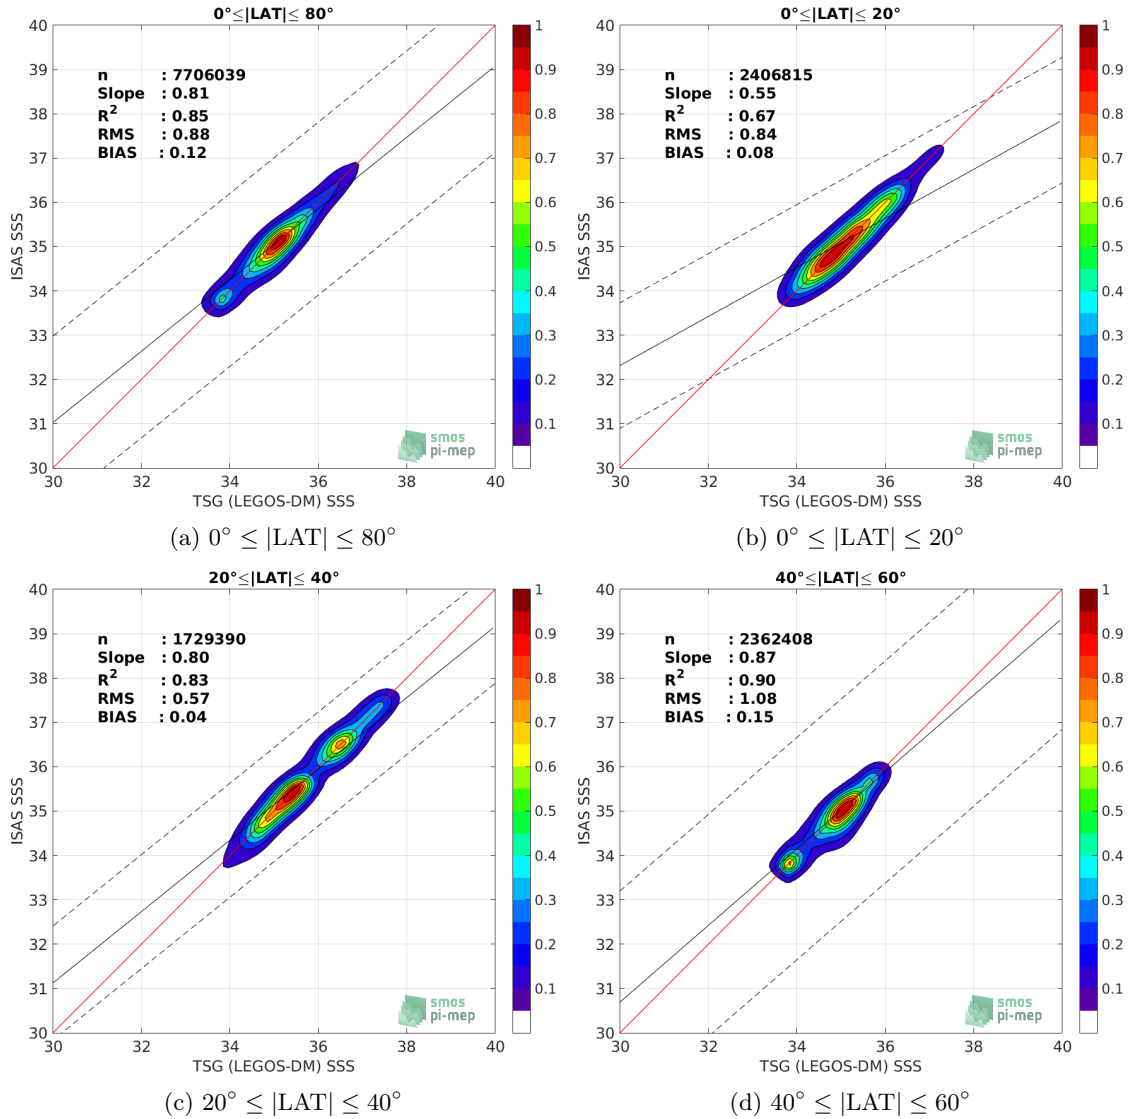 0°≤|LAT|≤ 80°
40
39
38
37
36
35
34
33
32
31
30
ISAS SSS
n : 7706039
Slope : 0.81
R2 : 0.85
RMS : 0.88
BIAS : 0.12
smos
pi-mep
30 32 34 36 38 40
TSG (LEGOS-DM) SSS
1
0.9
0.8
0.7
0.6
0.5
0.4
0.3
0.2
0.1
(a) 0° ≤ |LAT| ≤ 80°
0°≤|LAT|≤ 20°
40
39
38
37
36
35
34
33
32
31
30
ISAS SSS
n : 2406815
Slope : 0.55
R2 : 0.67
RMS : 0.84
BIAS : 0.08
smos
pi-mep
30 32 34 36 38 40
TSG (LEGOS-DM) SSS
1
0.9
0.8
0.7
0.6
0.5
0.4
0.3
0.2
0.1
(b) 0° ≤ |LAT| ≤ 20°
20°≤|LAT|≤ 40°
40
39
38
37
36
35
34
33
32
31
30
ISAS SSS
n : 1729390
Slope : 0.80
R2 : 0.83
RMS : 0.57
BIAS : 0.04
smos
pi-mep
30 32 34 36 38 40
TSG (LEGOS-DM) SSS
1
0.9
0.8
0.7
0.6
0.5
0.4
0.3
0.2
0.1
(c) 20° ≤ |LAT| ≤ 40°
40°≤|LAT|≤ 60°
40
39
38
37
36
35
34
33
32
31
30
ISAS SSS
n : 2362408
Slope : 0.87
R2 : 0.90
RMS : 1.08
BIAS : 0.15
smos
pi-mep
30 32 34 36 38 40
TSG (LEGOS-DM) SSS
1
0.9
0.8
0.7
0.6
0.5
0.4
0.3
0.2
0.1
(d) 40° ≤ |LAT| ≤ 60°